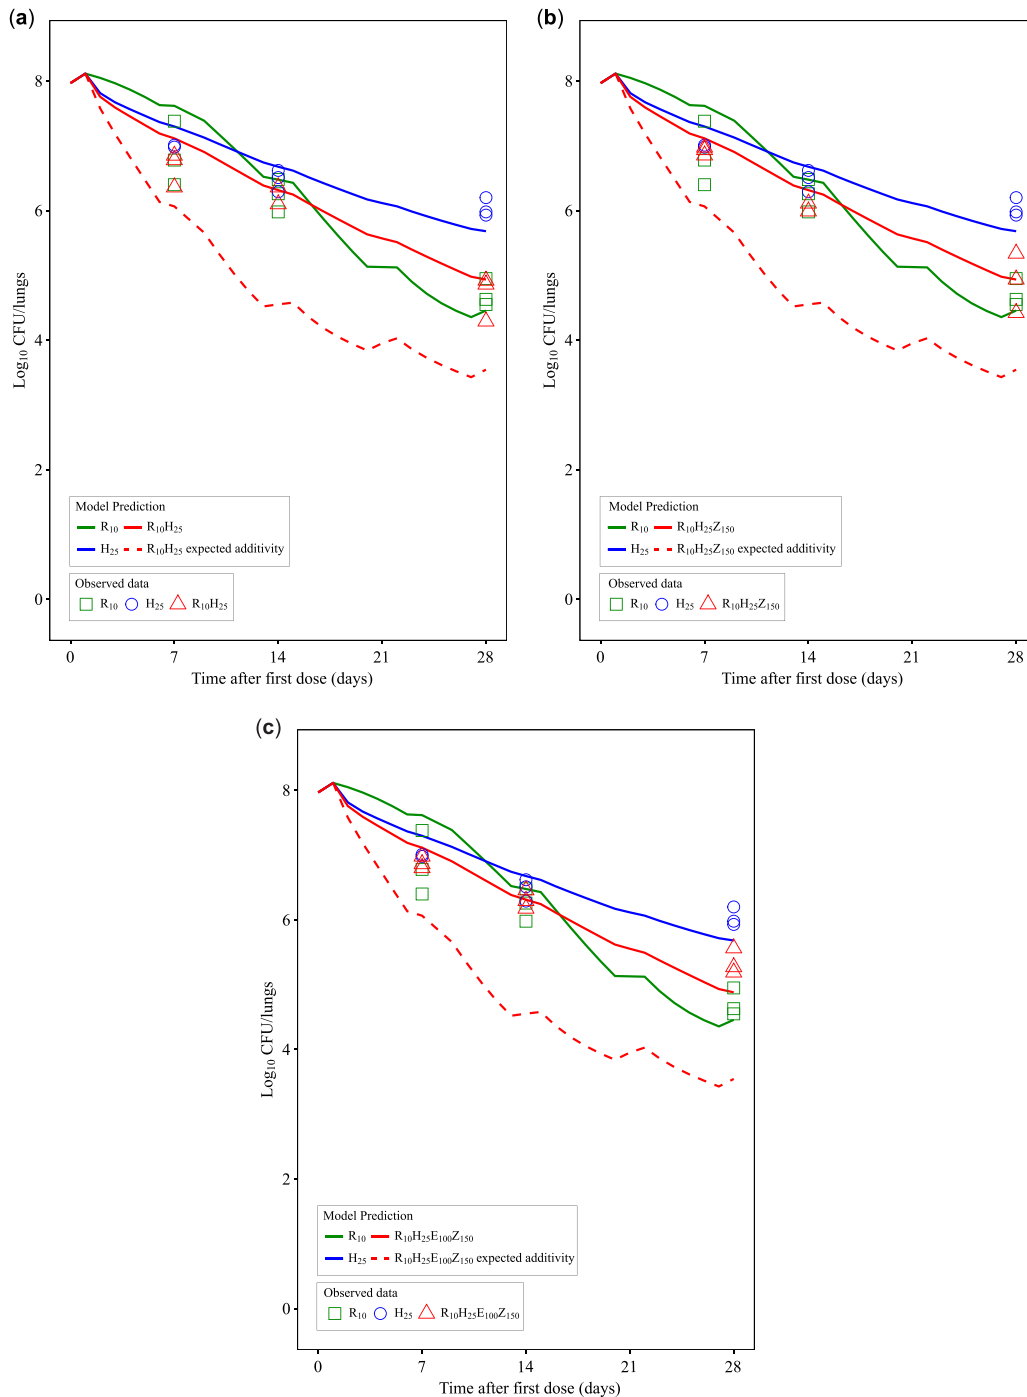 (a)
Log₁₀ CFU/lungs
8
6
4
2
0
Model Prediction
R₁₀ R₁₀H₂₅
H₂₅ R₁₀H₂₅ expected additivity
Observed data
R₁₀ H₂₅ R₁₀H₂₅
0 7 14 21 28
Time after first dose (days)
(b)
Log₁₀ CFU/lungs
8
6
4
2
0
Model Prediction
R₁₀ R₁₀H₂₅Z₁₅₀
H₂₅ R₁₀H₂₅Z₁₅₀ expected additivity
Observed data
R₁₀ H₂₅ R₁₀H₂₅Z₁₅₀
0 7 14 21 28
Time after first dose (days)
(c)
Log₁₀ CFU/lungs
8
6
4
2
0
Model Prediction
R₁₀ R₁₀H₂₅E₁₀₀Z₁₅₀
H₂₅ R₁₀H₂₅E₁₀₀Z₁₅₀ expected additivity
Observed data
R₁₀ H₂₅ R₁₀H₂₅E₁₀₀Z₁₅₀
0 7 14 21 28
Time after first dose (days)